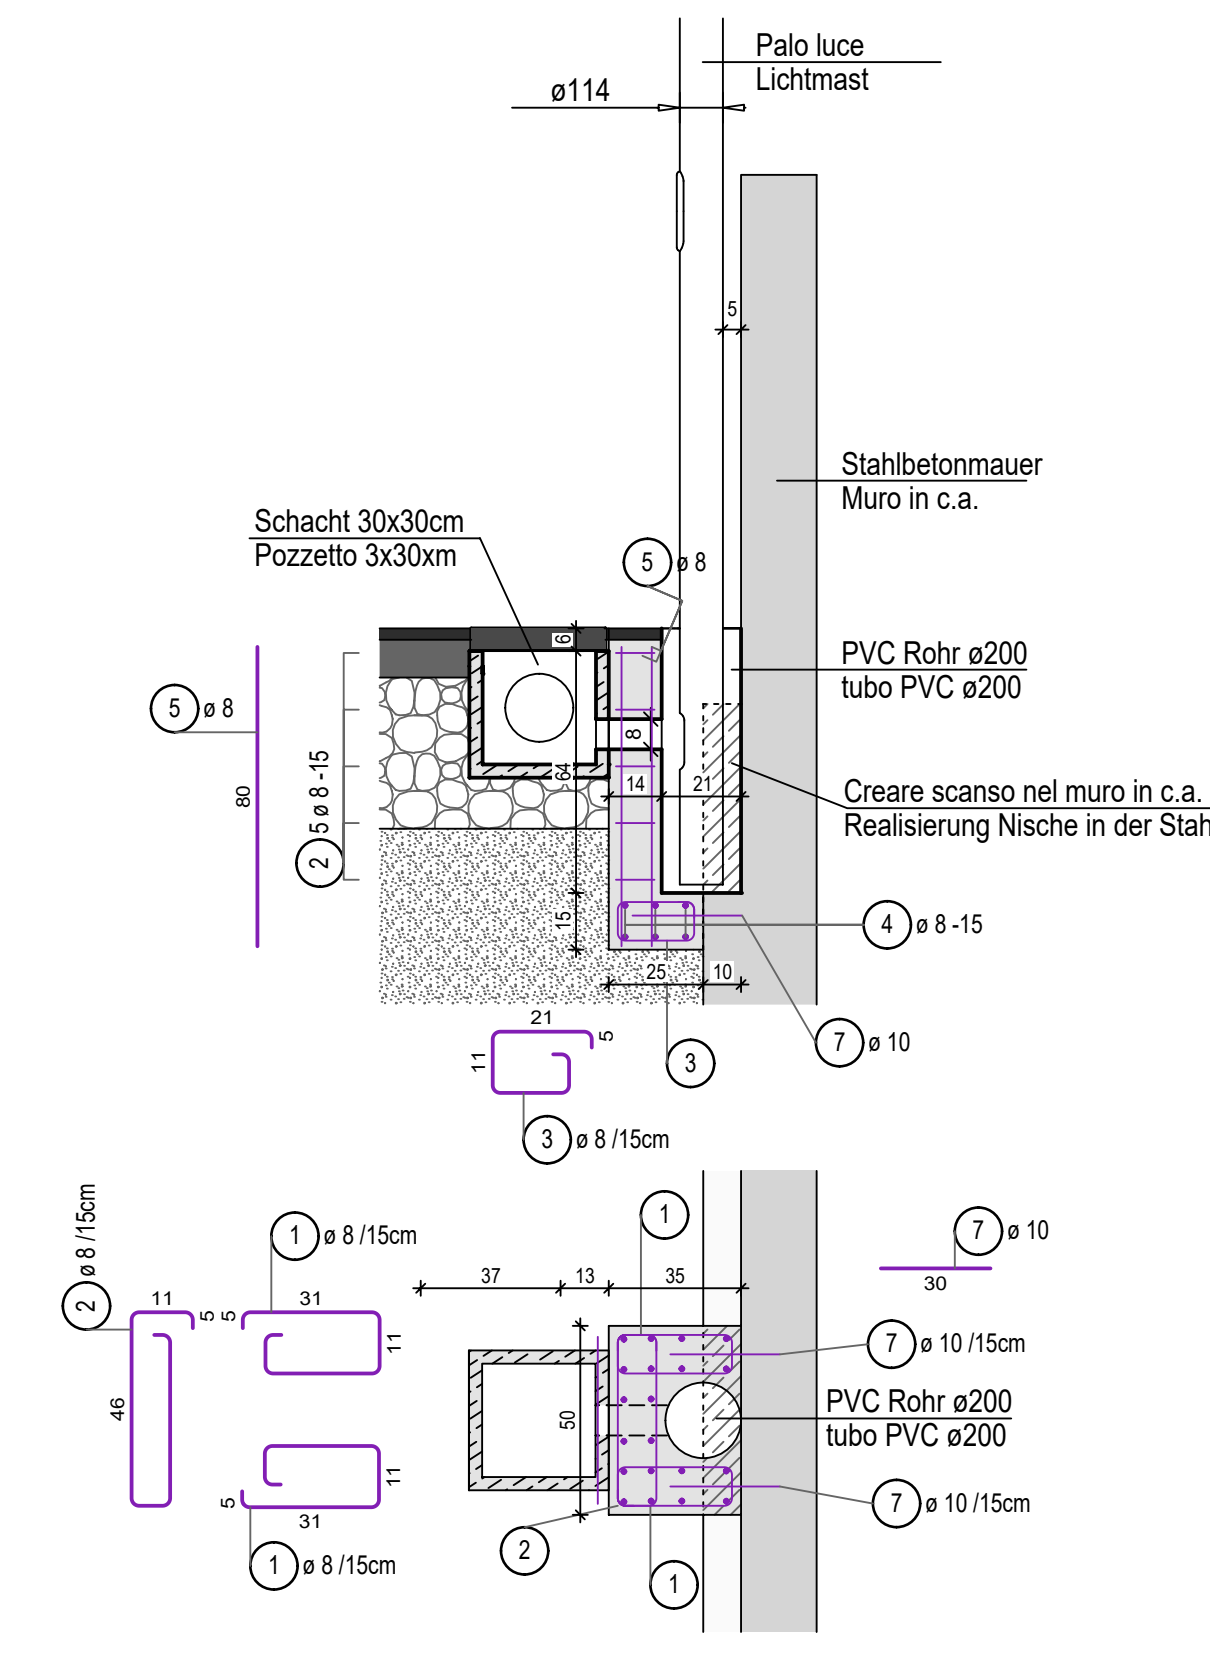 Palo luce
Lichtmast
ø114
5
Stahlbetonmauer
Muro in c.a.
Schacht 30x30cm
Pozzetto 3x30xm
5 ø 8
6
PVC Rohr ø200
tubo PVC ø200
5 ø 8
8
64
14
21
80
2 5 ø 8 -15
Creare scanso nel muro in c.a.
Realisierung Nische in der Stah
15
4 ø 8 -15
25
10
7 ø 10
3
21
5
11
3 ø 8 /15cm
2 ø 8 /15cm
1 ø 8 /15cm
1
7 ø 10
30
37
13
35
11
5
5
31
11
46
7 ø 10 /15cm
50
PVC Rohr ø200
tubo PVC ø200
11
5
31
7 ø 10 /15cm
2
1 ø 8 /15cm
1